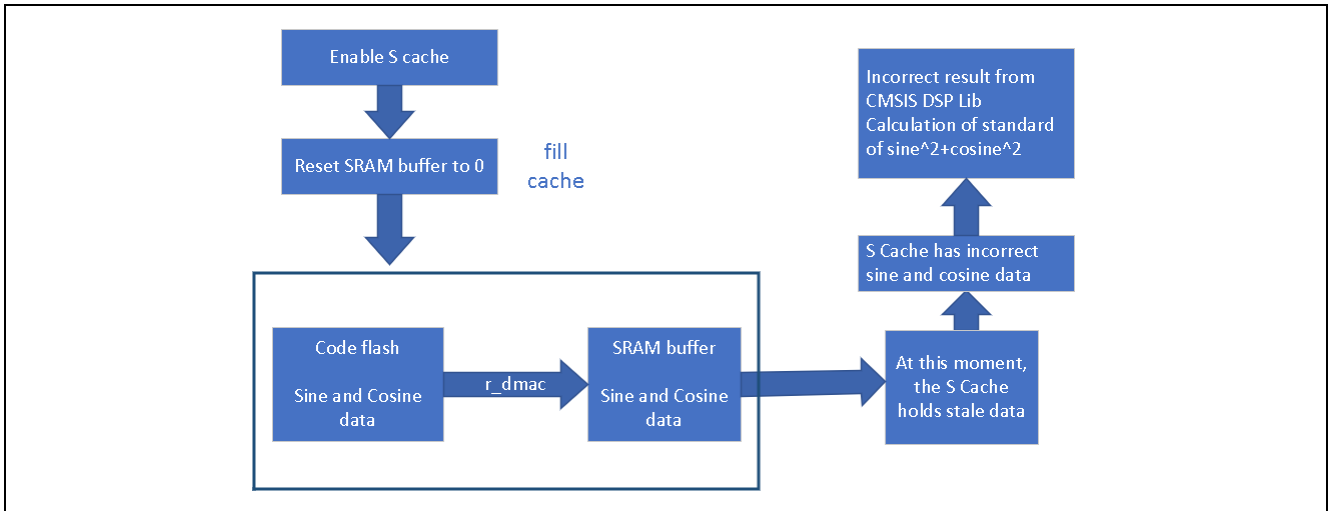 Enable S cache
Reset SRAM buffer to 0
fill
cache
Code flash
Sine and Cosine
data
r_dmac
SRAM buffer
Sine and Cosine
data
At this moment,
the S Cache
holds stale data
S Cache has incorrect
sine and cosine data
Incorrect result from
CMSIS DSP Lib
Calculation of standard
of sine^2+cosine^2